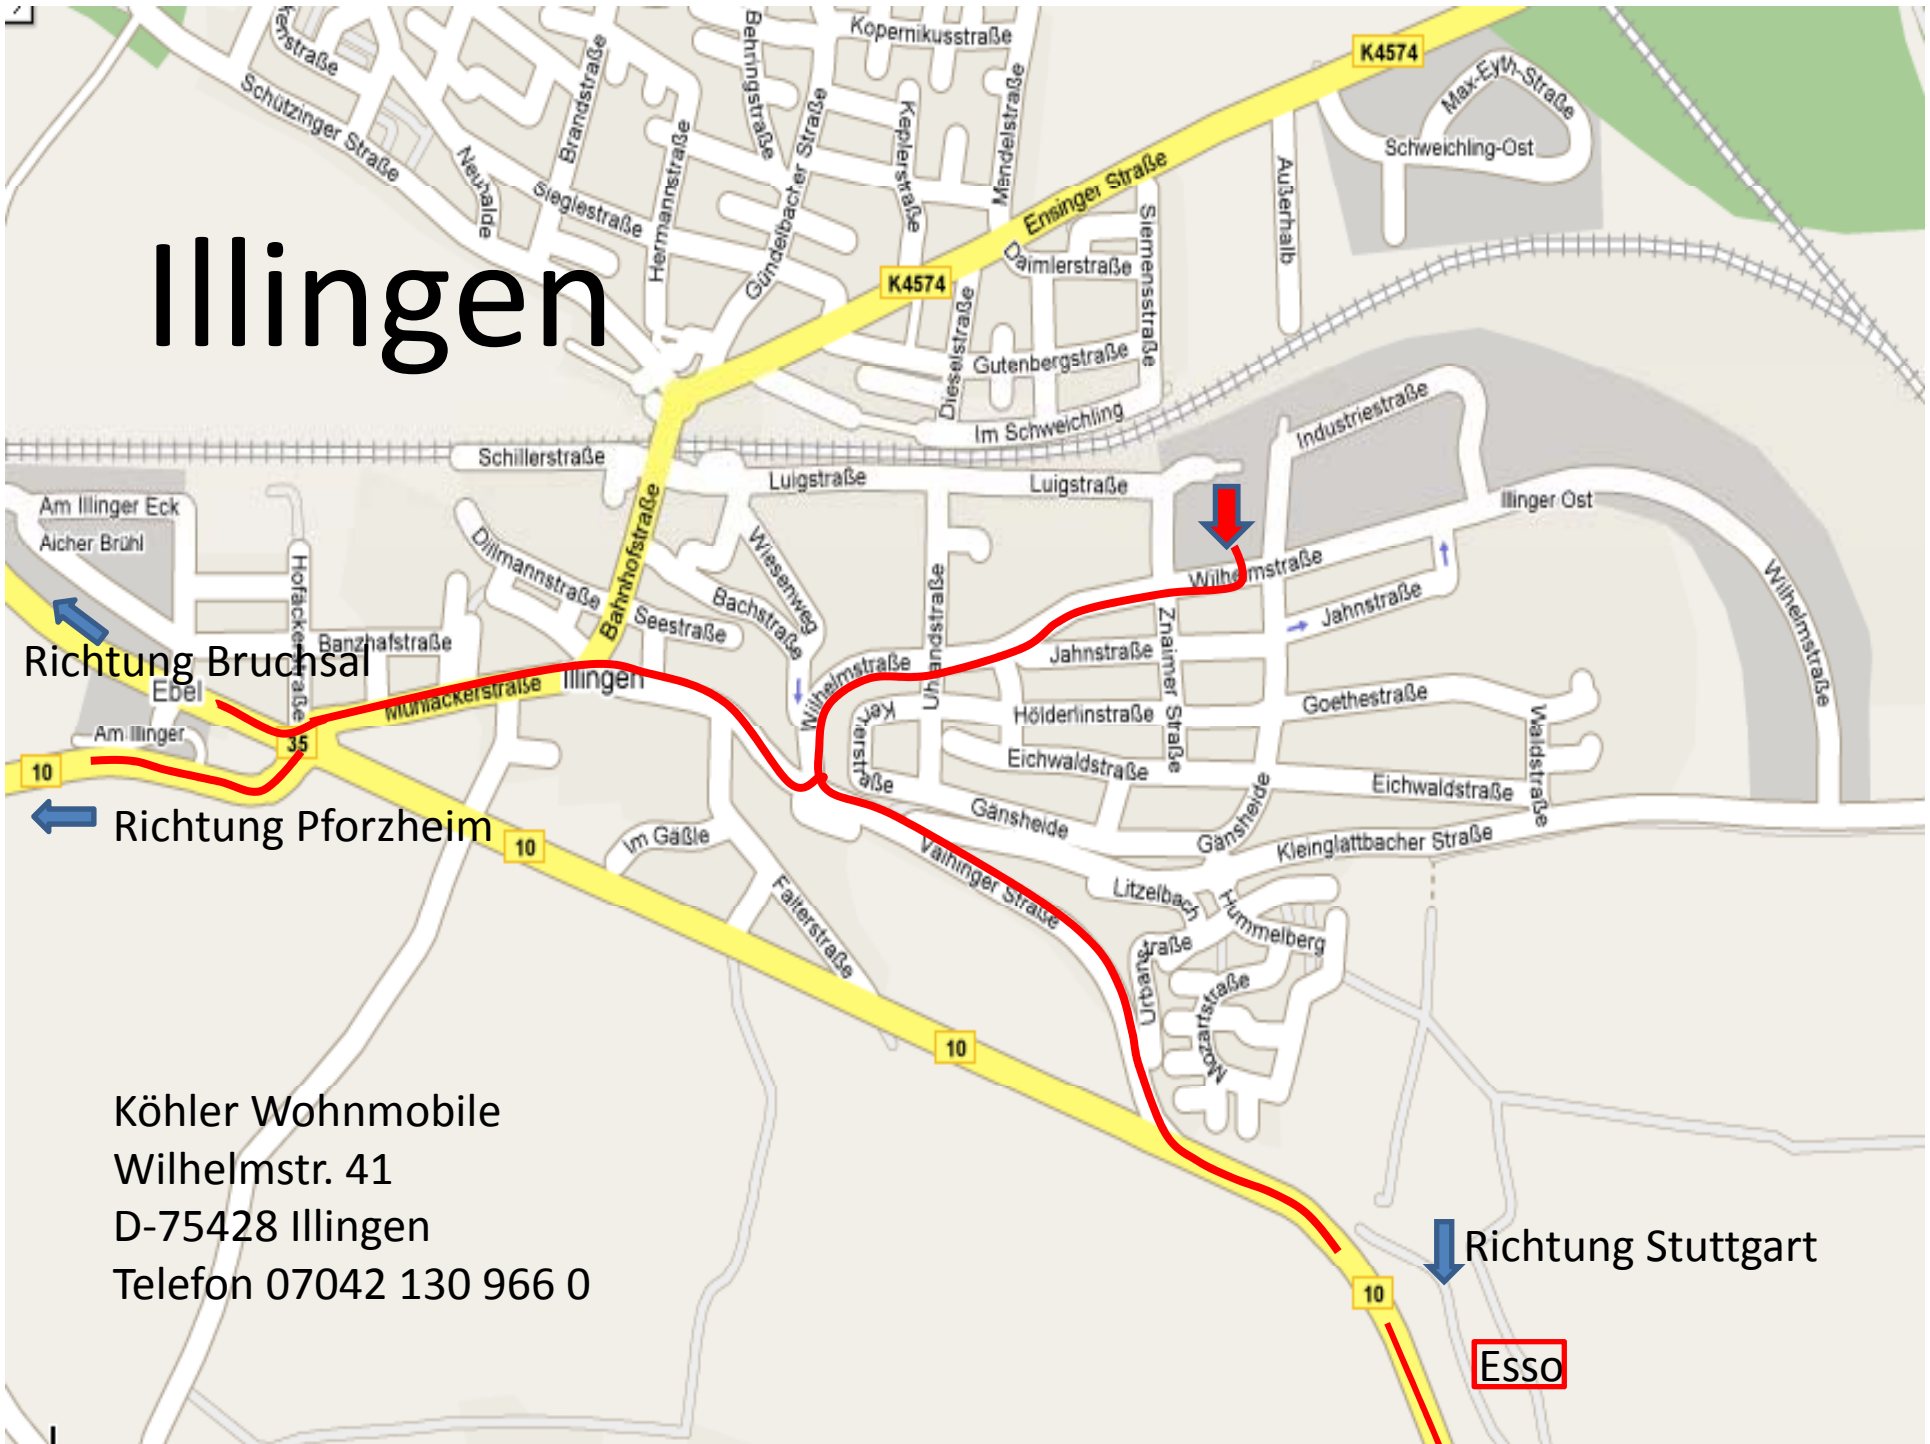 Kopernikusstraße
K4574
Kernstraße
Behringstraße
Brandstraße
Max-Eyth-Straße
Schützinger Straße
Keplerstraße
Mendelstraße
Schweichling-Ost
Neuhalde
Hermannstraße
Gündelbacher Straße
Ensinger Straße
Außerhalb
Sieglestraße
Siemensstraße
Illingen
Daimlerstraße
K4574
Dieselstraße
Gutenbergstraße
Industriestraße
Im Schweichling
Schillerstraße
Luigstraße
Luigstraße
Illinger Ost
Am Illinger Eck
Aicher Brühl
Dillmannstraße
Bahnhofstraße
Wiesenweg
Wilhelmstraße
Hofäckerstraße
Bachstraße
Seestraße
Uhlandstraße
Znaimer Straße
Jahnstraße
Wilhelmstraße
Banzhafstraße
Jahnstraße
Richtung Bruchsal
Ebel
Mühlackerstraße
Illingen
Wilhelmstraße
Kernerstraße
Hölderlinstraße
Goethestraße
Waldstraße
Am Illinger
35
10
Eichwaldstraße
Eichwaldstraße
Richtung Pforzheim
10
Im Gäßle
Gänsheide
Gänsheide
Kleinglattbacher Straße
Vaihinger Straße
Litzelbach
Hummelberg
Falterstraße
Urbanstraße
Mozartstraße
10
Köhler Wohnmobile
Wilhelmstr. 41
D-75428 Illingen
Telefon 07042 130 966 0
Richtung Stuttgart
10
Esso